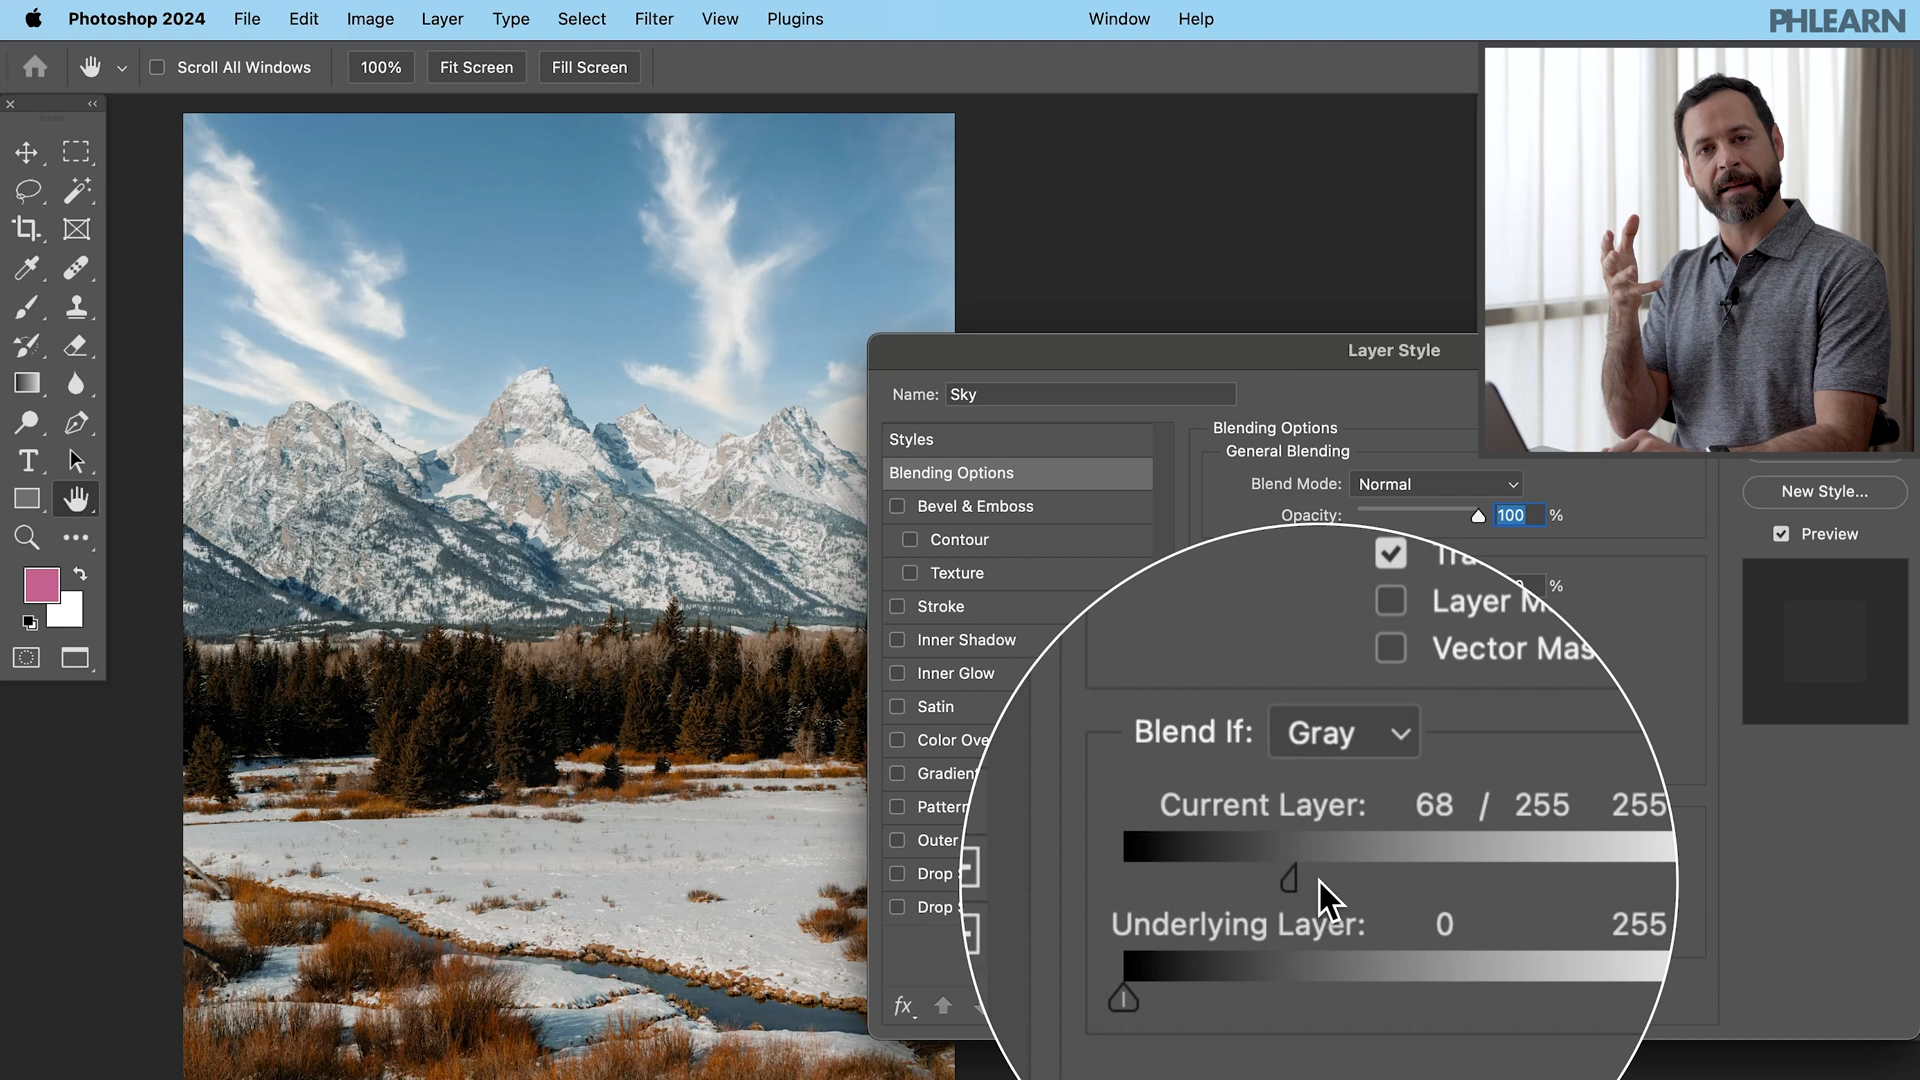 Photoshop 2024 File Edit Image Layer Type Select Filter View Plugins Window Help
PHLEARN
Scroll All Windows 100% Fit Screen Fill Screen
Layer Style
Name: Sky
Styles
Blending Options
Bevel & Emboss
Contour
Texture
Stroke
Inner Shadow
Inner Glow
Satin
Color Ove
Gradien
Pattern
Outer
Drop
Drop
fx
Blending Options
General Blending
Blend Mode: Normal
Opacity: 100 %
%
Layer M
Vector Mas
Blend If: Gray
Current Layer: 68 / 255 255
Underlying Layer: 0 255
New Style...
Preview